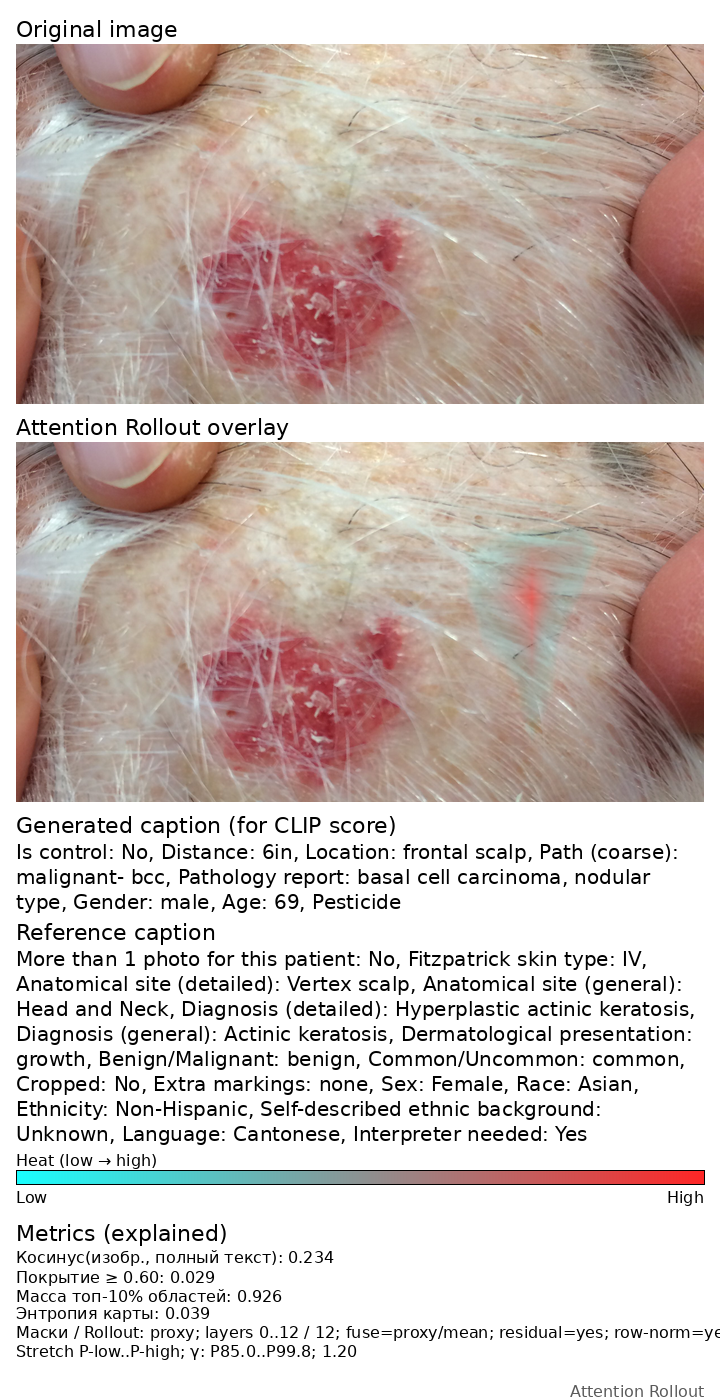 Original image
Attention Rollout overlay
Generated caption (for CLIP score)
Is control: No, Distance: 6in, Location: frontal scalp, Path (coarse):
malignant- bcc, Pathology report: basal cell carcinoma, nodular
type, Gender: male, Age: 69, Pesticide
Reference caption
More than 1 photo for this patient: No, Fitzpatrick skin type: IV,
Anatomical site (detailed): Vertex scalp, Anatomical site (general):
Head and Neck, Diagnosis (detailed): Hyperplastic actinic keratosis,
Diagnosis (general): Actinic keratosis, Dermatological presentation:
growth, Benign/Malignant: benign, Common/Uncommon: common,
Cropped: No, Extra markings: none, Sex: Female, Race: Asian,
Ethnicity: Non-Hispanic, Self-described ethnic background:
Unknown, Language: Cantonese, Interpreter needed: Yes
Heat (low → high)
Low High
Metrics (explained)
Косинус(изобр., полный текст): 0.234
Покрытие ≥ 0.60: 0.029
Масса топ-10% областей: 0.926
Энтропия карты: 0.039
Маски / Rollout: proxy; layers 0..12 / 12; fuse=proxy/mean; residual=yes; row-norm=ye
Stretch P-low..P-high; γ: P85.0..P99.8; 1.20
Attention Rollout